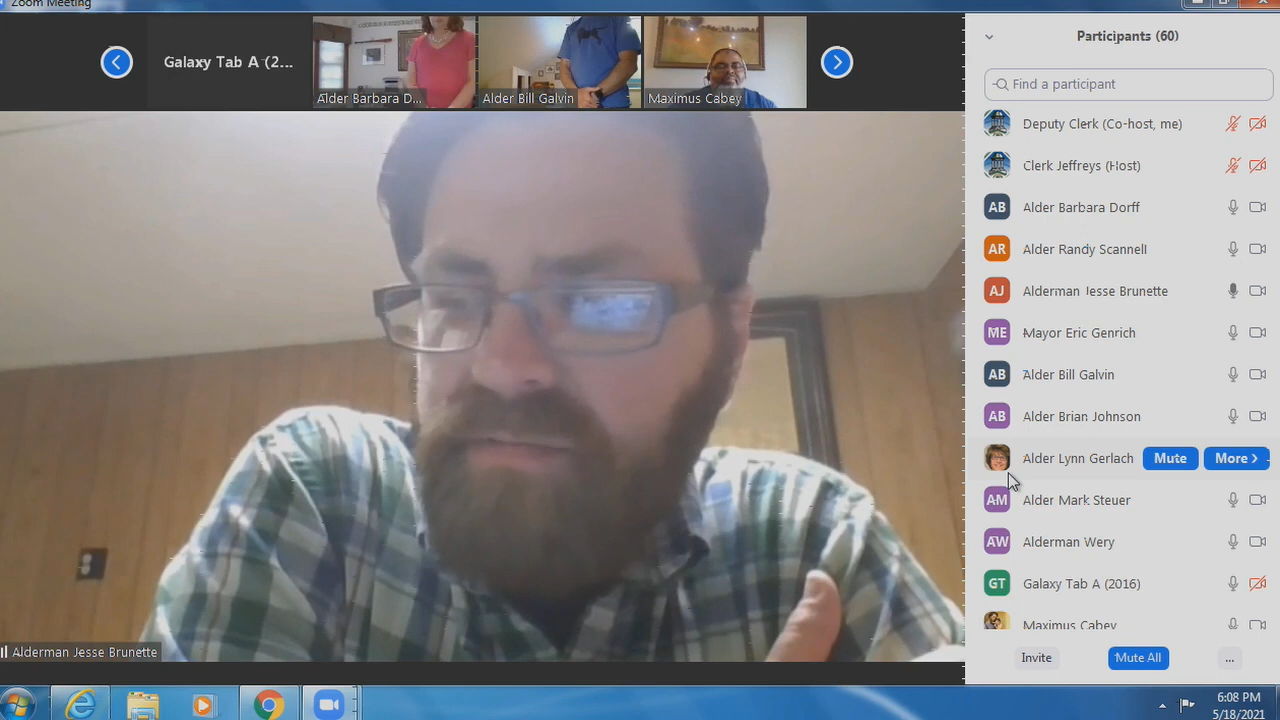 Zoom Meeting
Galaxy Tab A (2...
Alder Barbara D...
Alder Bill Galvin
Maximus Cabey
Alderman Jesse Brunette
Participants (60)
Find a participant
Deputy Clerk (Co-host, me)
Clerk Jeffreys (Host)
AB Alder Barbara Dorff
AR Alder Randy Scannell
AJ Alderman Jesse Brunette
ME Mayor Eric Genrich
AB Alder Bill Galvin
AB Alder Brian Johnson
Alder Lynn Gerlach Mute More >
AM Alder Mark Steuer
AW Alderman Wery
GT Galaxy Tab A (2016)
Maximus Cabey
Invite Mute All ...
6:08 PM
5/18/2021